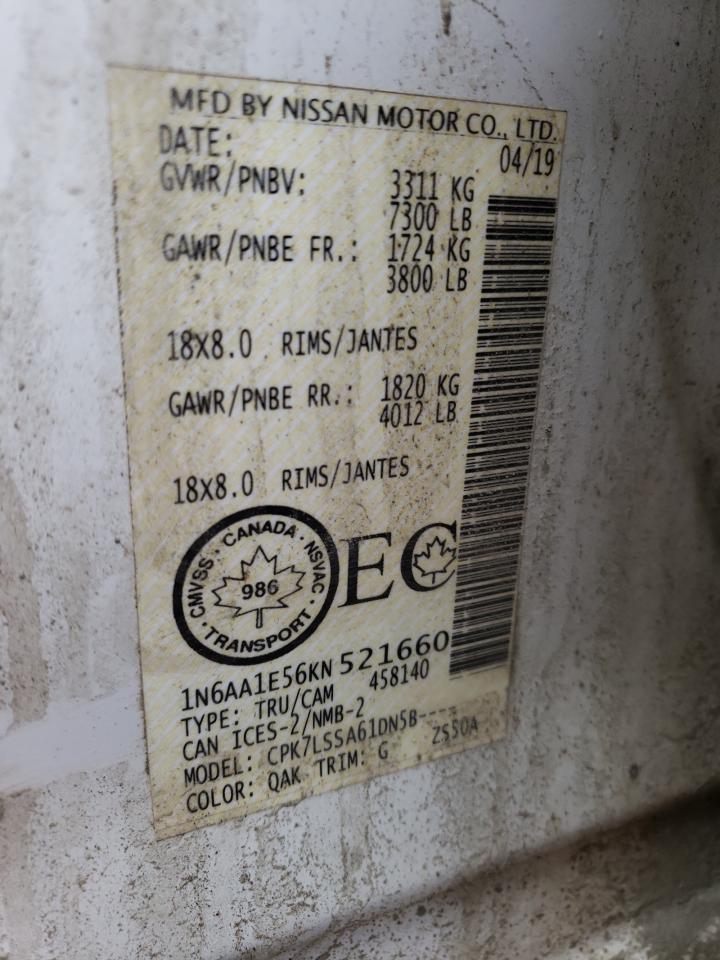 MFD BY NISSAN MOTOR CO., LTD.
DATE: 04/19
GVWR/PNBV: 3311 KG
7300 LB
GAWR/PNBE FR.: 1724 KG
3800 LB
18X8.0 RIMS/JANTES
GAWR/PNBE RR.: 1820 KG
4012 LB
18X8.0 RIMS/JANTES
CANADA · NSVAC · TRANSPORT · CMVSS ·
986
EC
1N6AA1E56KN 521660
TYPE: TRU/CAM 458140
CAN ICES-2/NMB-2
MODEL: CPK7LSSA61DN5B----
COLOR: QAK TRIM: G ZS50A